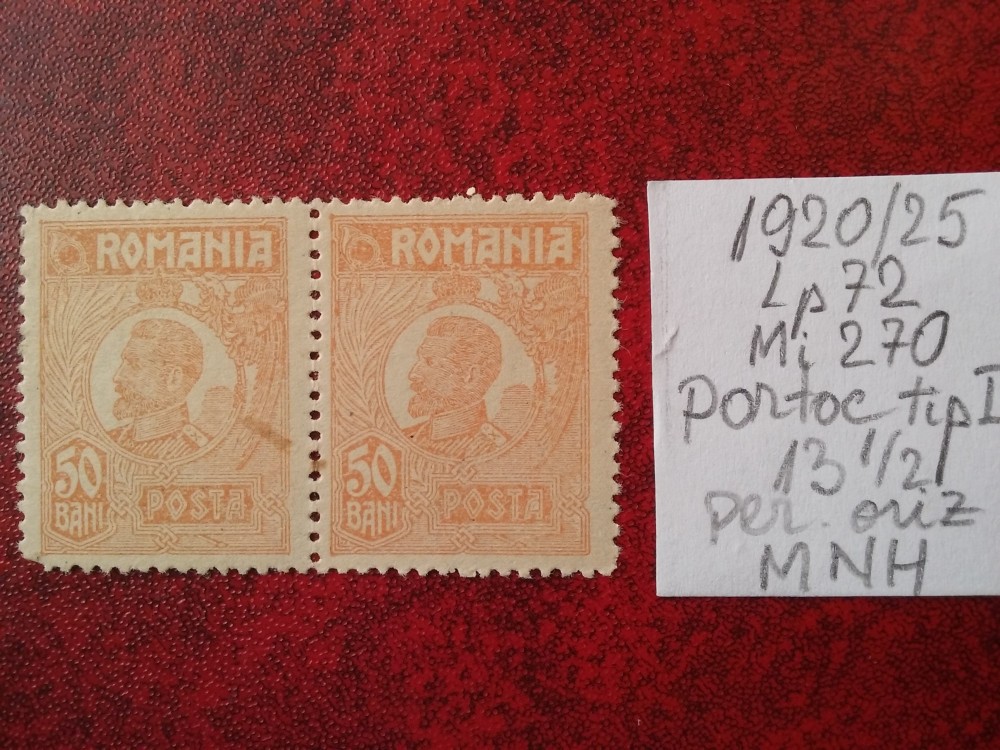 ROMANIA
50
BANI
POSTA
ROMANIA
50
BANI
POSTA
1920/25
Lp 72
Mi 270
portoc tip I
13 1/2
per. oriz
MNH